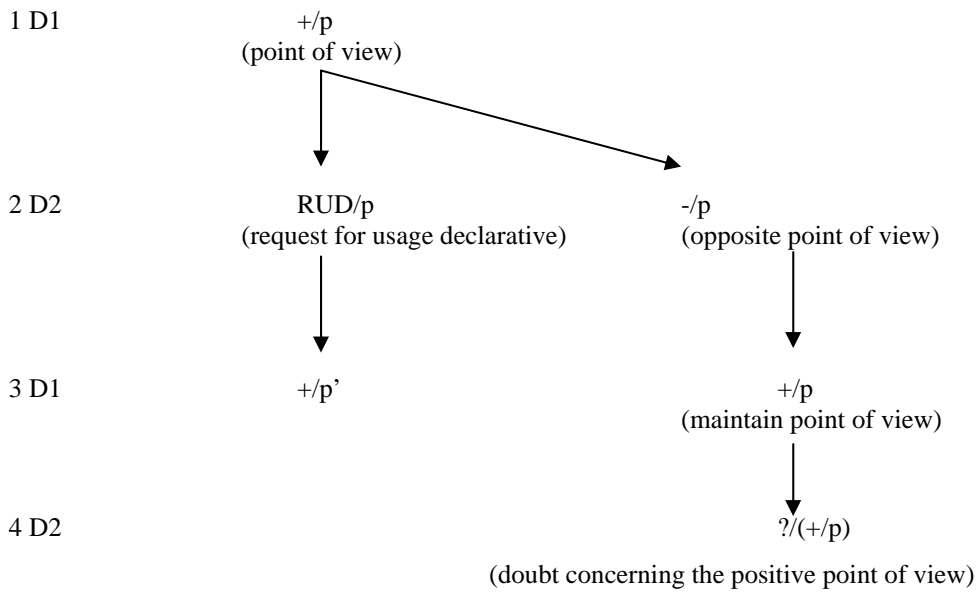 1 D1 +/p
(point of view)
2 D2 RUD/p -/p
(request for usage declarative) (opposite point of view)
3 D1 +/p’ +/p
(maintain point of view)
4 D2 ?/(+/p)
(doubt concerning the positive point of view)